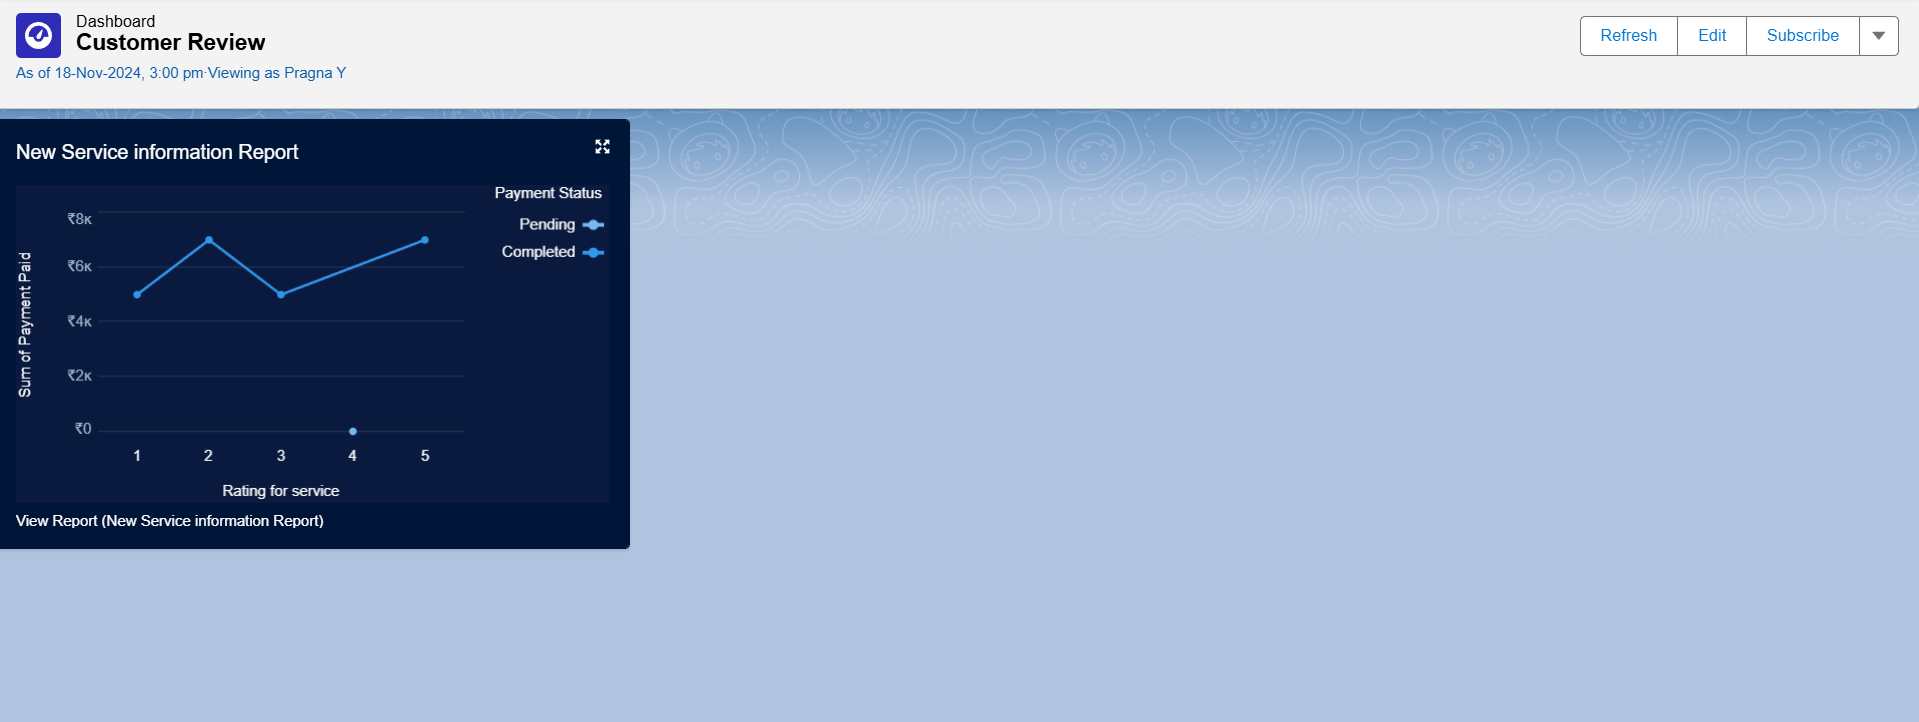 Dashboard
Customer Review
As of 18-Nov-2024, 3:00 pm·Viewing as Pragna Y
Refresh
Edit
Subscribe
New Service information Report
Payment Status
Pending
Completed
Sum of Payment Paid
₹8K
₹6K
₹4K
₹2K
₹0
1 2 3 4 5
Rating for service
View Report (New Service information Report)